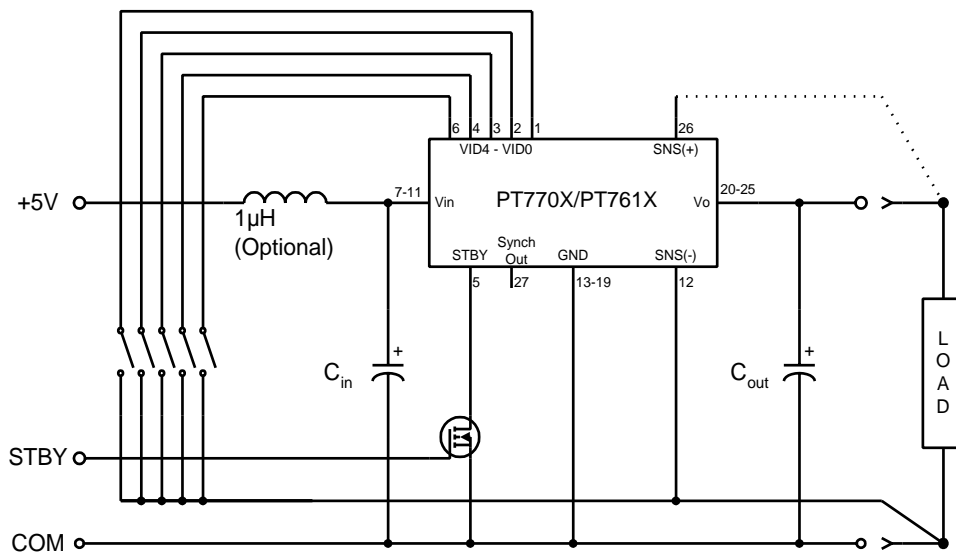 6 4 3 2 1
26
VID4 - VID0
SNS(+)
7-11
PT770X/PT761X
20-25
+5V
Vin
Vo
1µH
(Optional)
STBY
Synch
Out
GND
SNS(-)
5
27
13-19
12
+
+
C in
C out
LOAD
STBY
COM